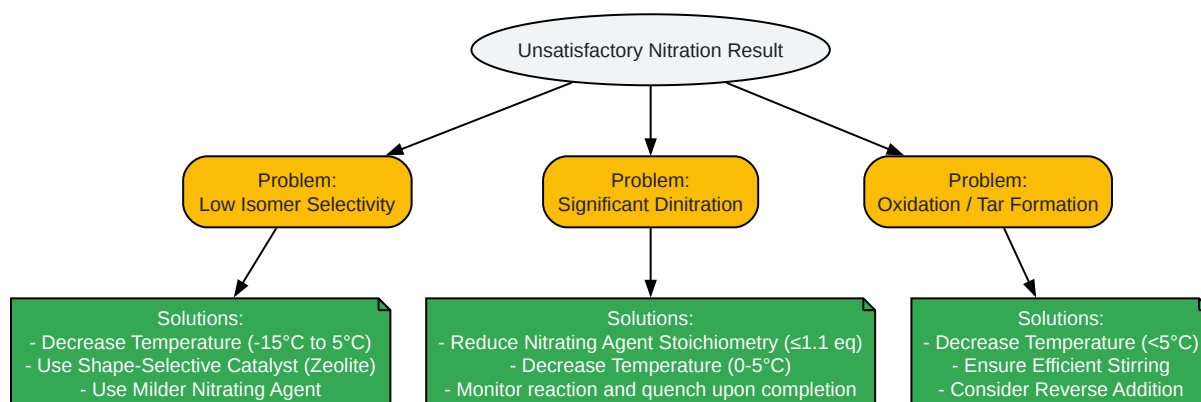 Unsatisfactory Nitration Result
Problem:
Low Isomer Selectivity
Problem:
Significant Dinitration
Problem:
Oxidation / Tar Formation
Solutions:
- Decrease Temperature (-15°C to 5°C)
- Use Shape-Selective Catalyst (Zeolite)
- Use Milder Nitrating Agent
Solutions:
- Reduce Nitrating Agent Stoichiometry (≤1.1 eq)
- Decrease Temperature (0-5°C)
- Monitor reaction and quench upon completion
Solutions:
- Decrease Temperature (<5°C)
- Ensure Efficient Stirring
- Consider Reverse Addition